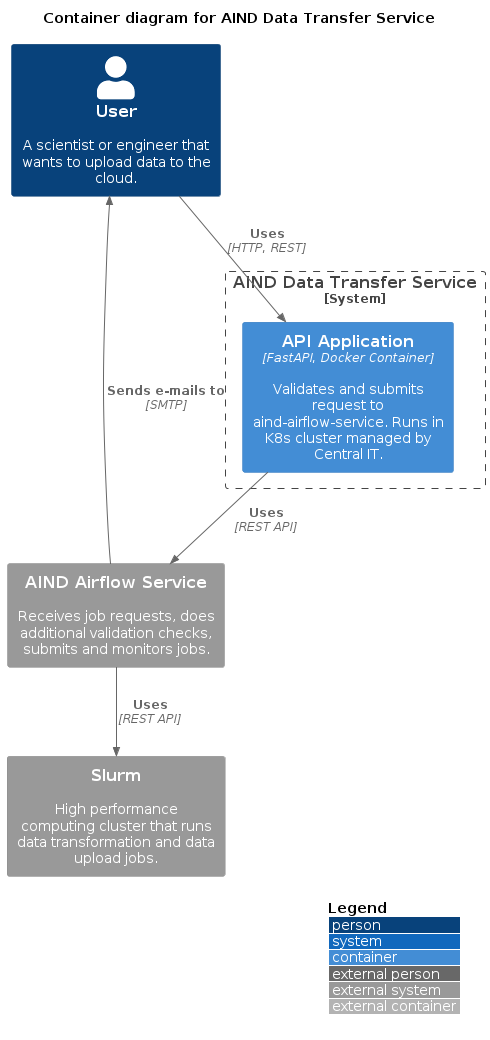 Container diagram for AIND Data Transfer Service
User
A scientist or engineer that
wants to upload data to the
cloud.
Uses
[HTTP, REST]
AIND Data Transfer Service
[System]
API Application
[FastAPI, Docker Container]
Validates and submits
request to
aind-airflow-service. Runs in
K8s cluster managed by
Central IT.
Sends e-mails to
[SMTP]
Uses
[REST API]
AIND Airflow Service
Receives job requests, does
additional validation checks,
submits and monitors jobs.
Uses
[REST API]
Slurm
High performance
computing cluster that runs
data transformation and data
upload jobs.
Legend
person
system
container
external person
external system
external container